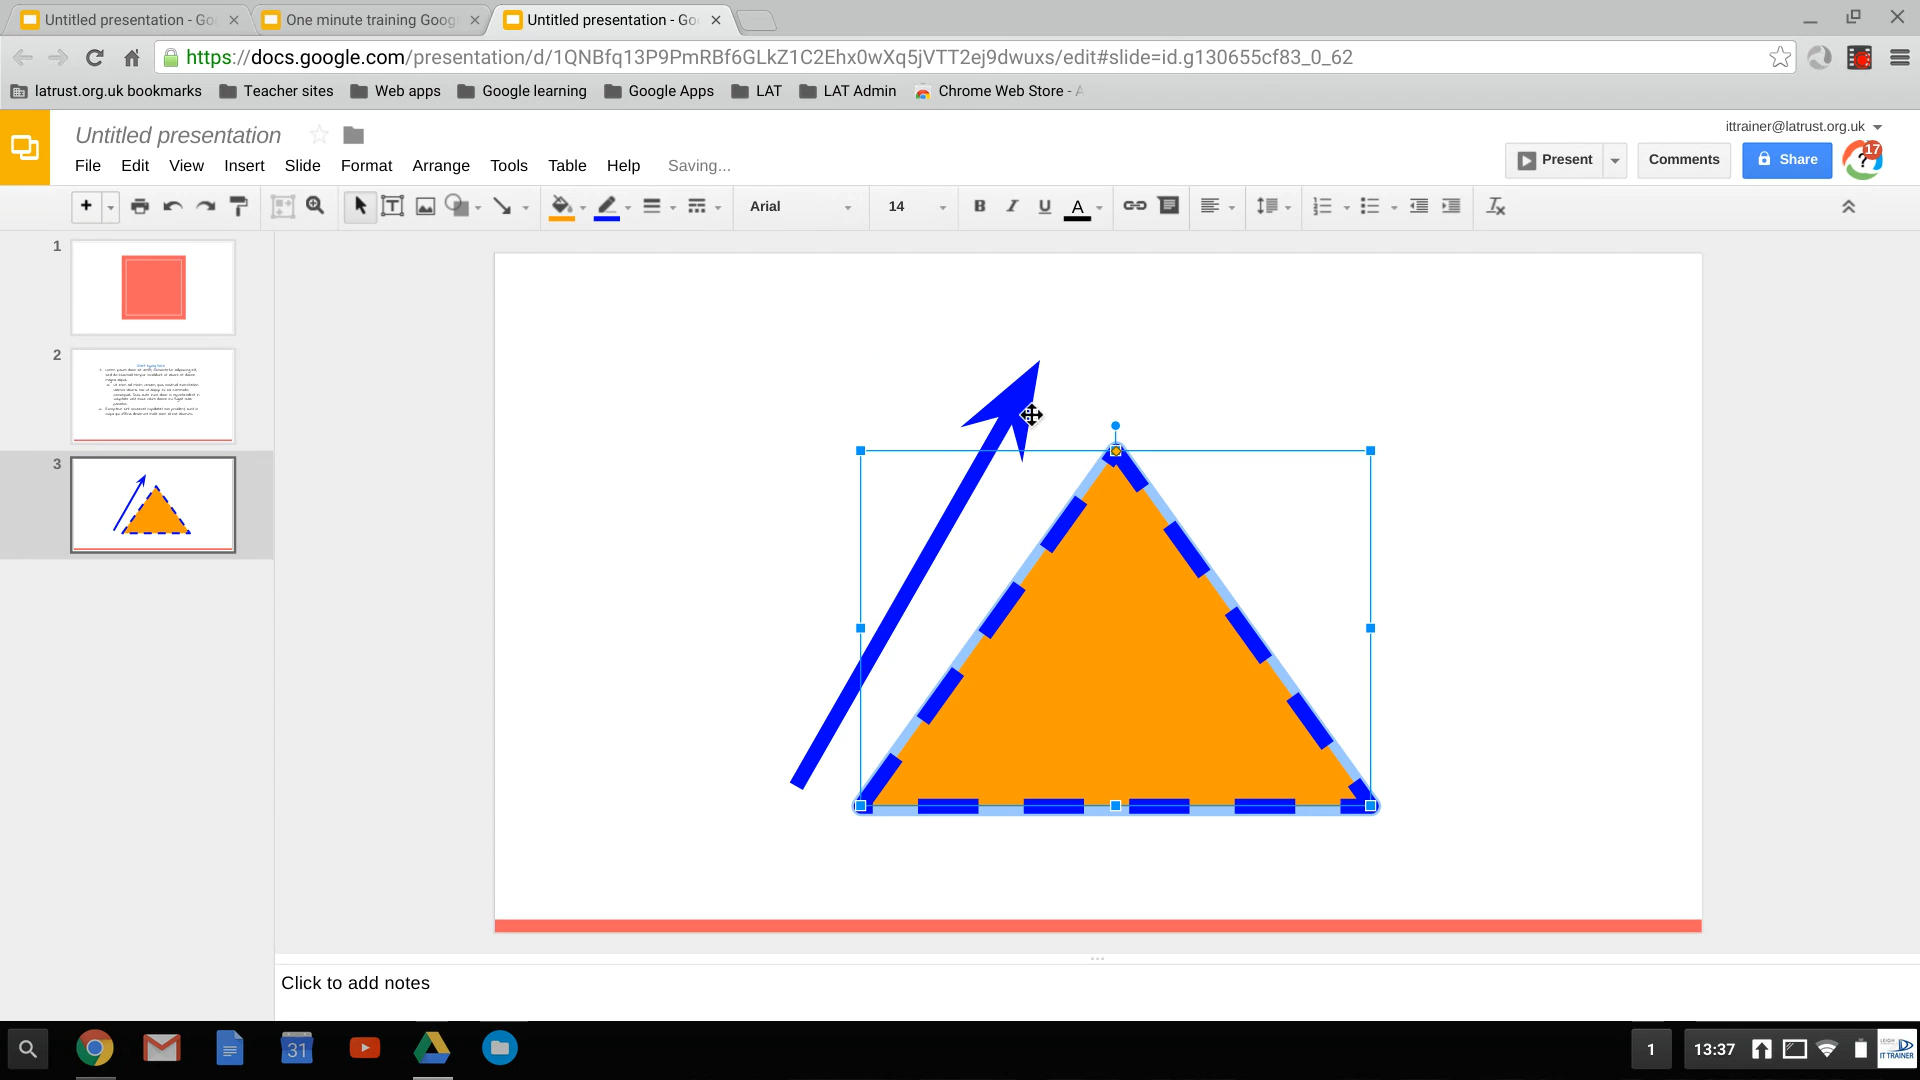 Untitled presentation - Go
One minute training Goog
Untitled presentation - Go
https://docs.google.com/presentation/d/1QNBfq13P9PmRBf6GLkZ1C2Ehx0wXq5jVTT2ej9dwuxs/edit#slide=id.g130655cf83_0_62
latrust.org.uk bookmarks
Teacher sites
Web apps
Google learning
Google Apps
LAT
LAT Admin
Chrome Web Store - A
Untitled presentation
ittrainer@latrust.org.uk
File Edit View Insert Slide Format Arrange Tools Table Help Saving...
Present
Comments
Share
17
Arial
14
B I U A
1
2
3
Click to add notes
31
1
13:37
IT TRAINER